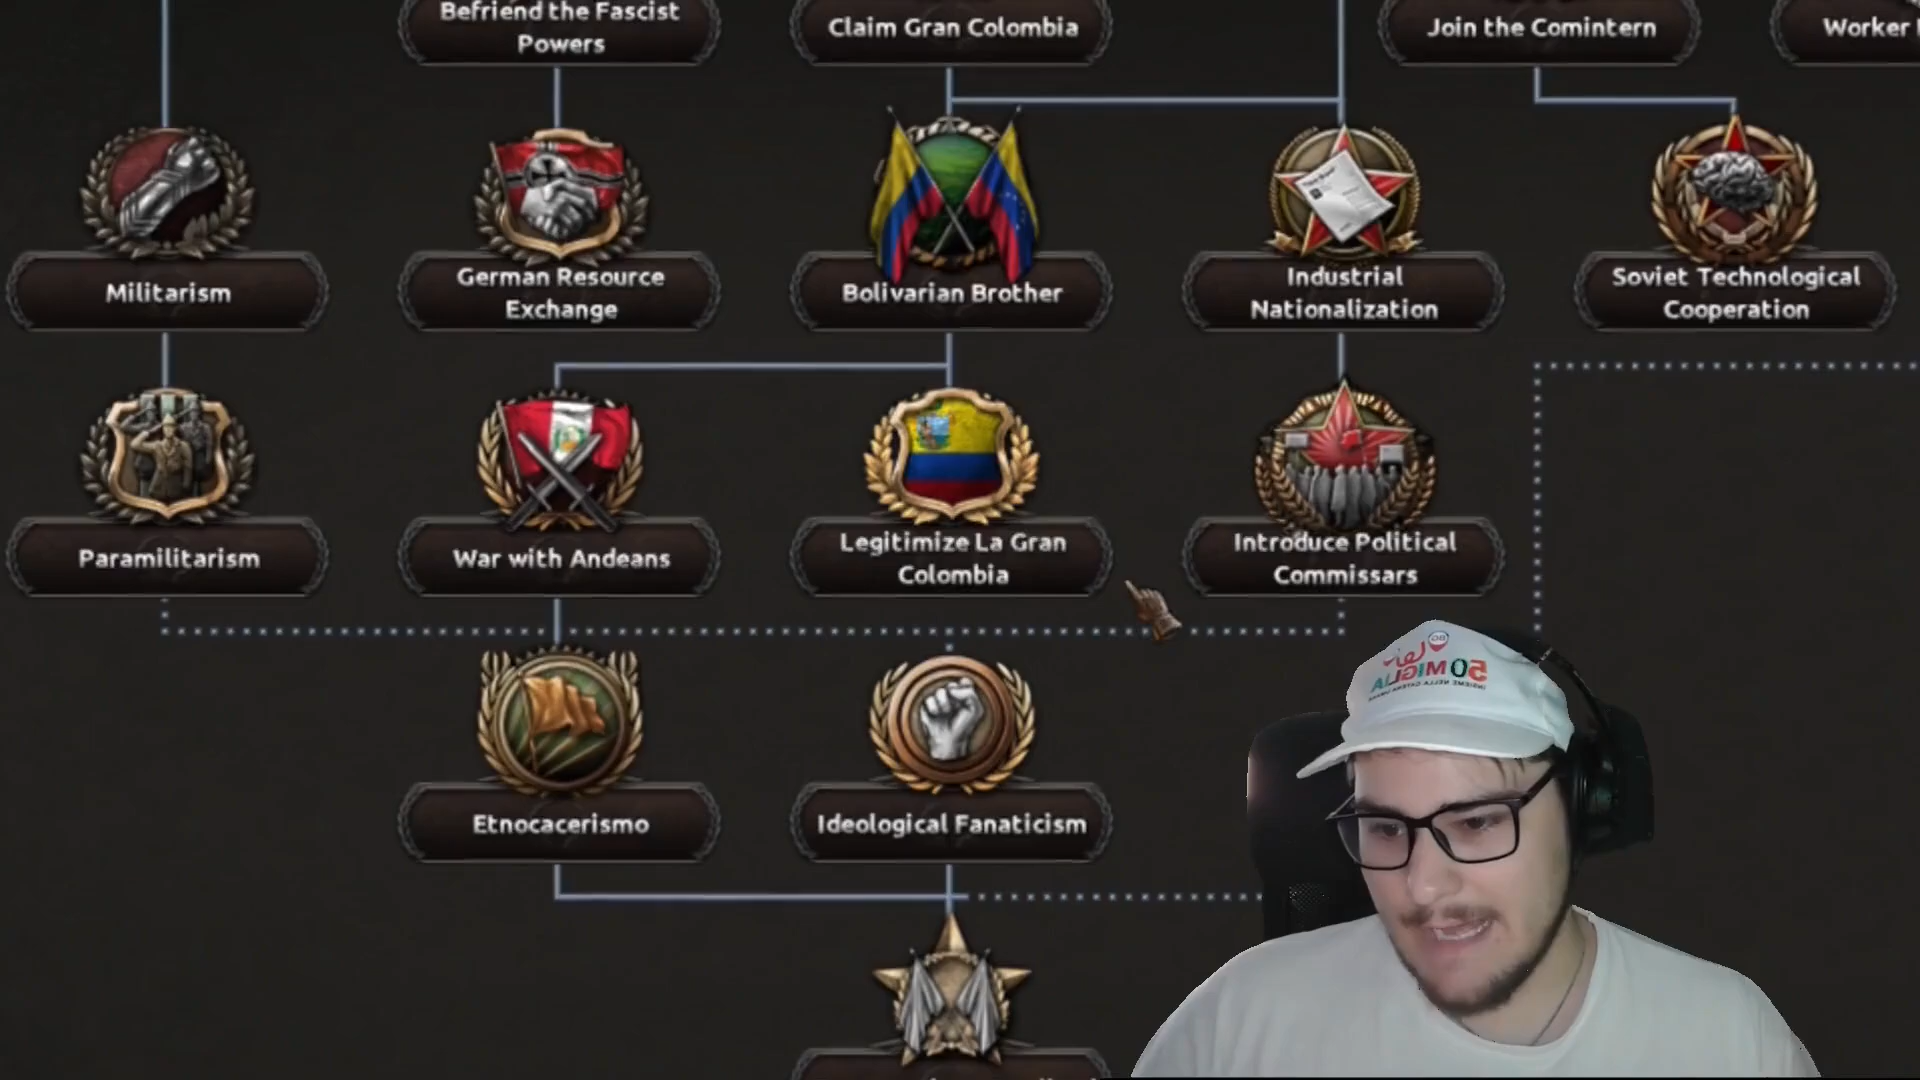 Befriend the Fascist
Powers
Claim Gran Colombia
Join the Comintern
Worker
Militarism
German Resource
Exchange
Bolivarian Brother
Industrial
Nationalization
Soviet Technological
Cooperation
Paramilitarism
War with Andeans
Legitimize La Gran
Colombia
Introduce Political
Commissars
Etnocacerismo
Ideological Fanaticism
50MIGLIA